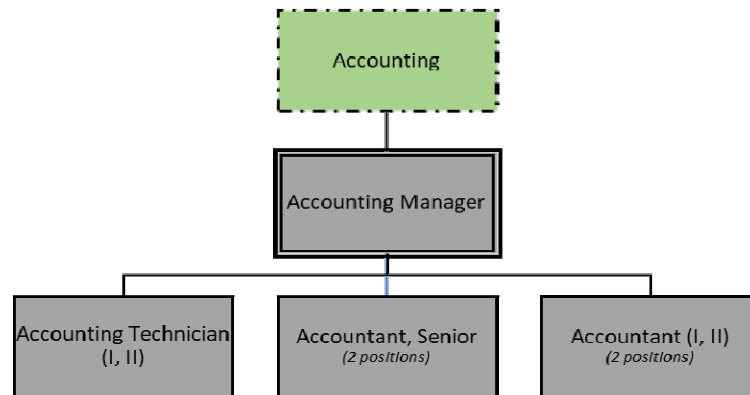 Accounting
Accounting Manager
Accounting Technician
(I, II)
Accountant, Senior
(2 positions)
Accountant (I, II)
(2 positions)